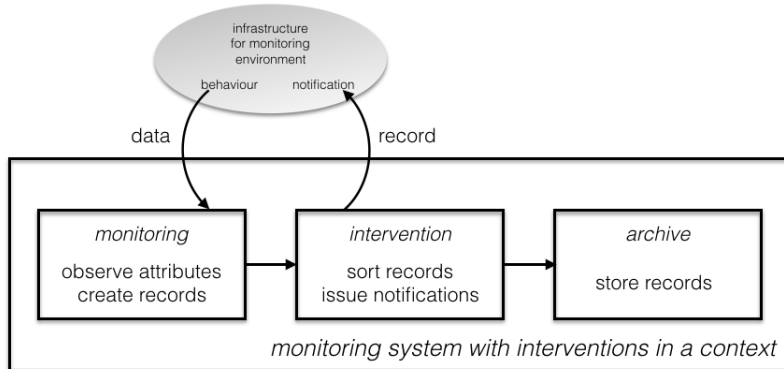 infrastructure
for monitoring
environment
behaviour notification
data record
monitoring
observe attributes
create records
intervention
sort records
issue notifications
archive
store records
monitoring system with interventions in a context